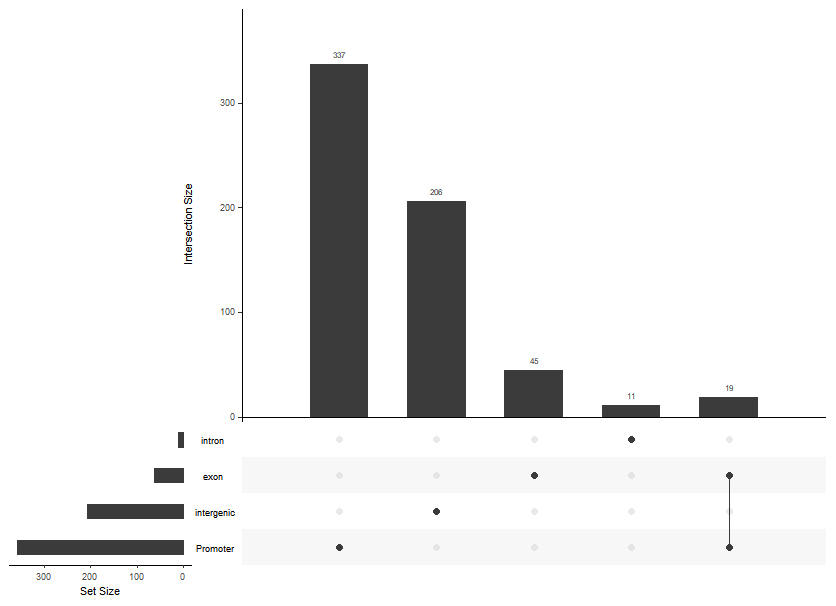 337
300
206
Intersection Size
200
100
45
19
11
0
intron
exon
intergenic
Promoter
300 200 100 0
Set Size